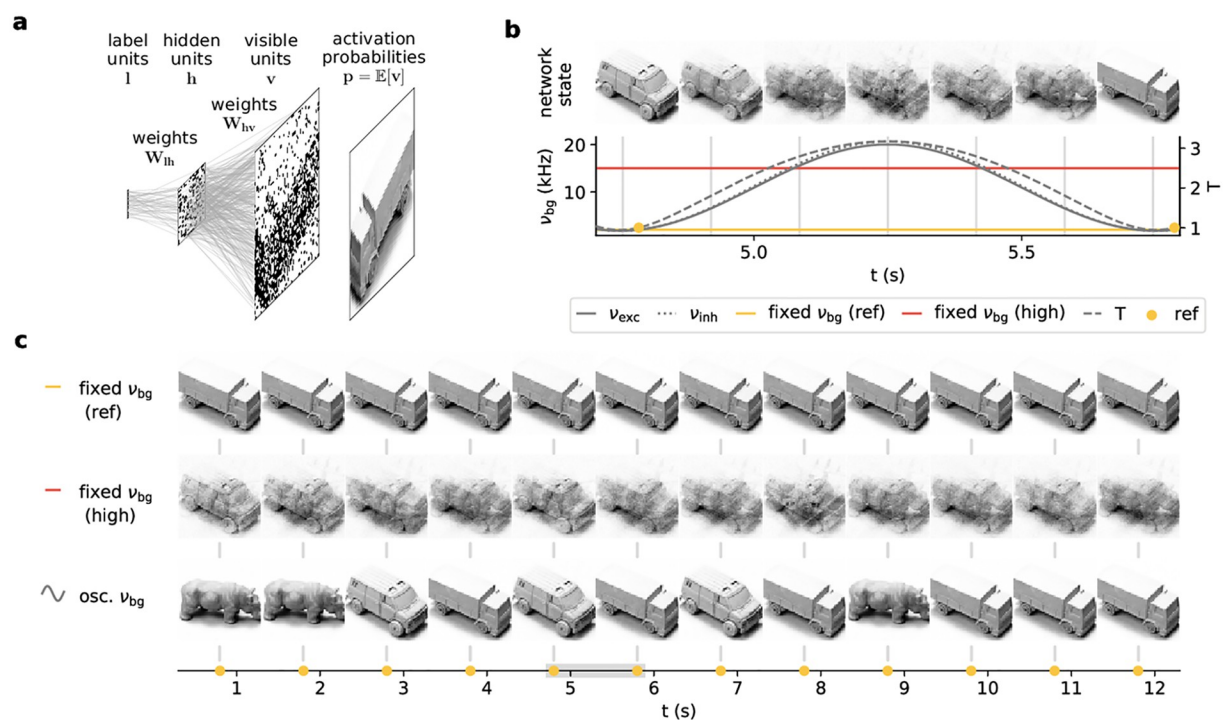 a
label
units
l
hidden
units
h
visible
units
v
activation
probabilities
p = 𝔼[v]
weights
W_hv
weights
W_lh
b
network
state
ν_bg (kHz)
20
10
3
2
1
T
5.0
5.5
t (s)
ν_exc
ν_inh
fixed ν_bg (ref)
fixed ν_bg (high)
T
ref
c
fixed ν_bg
(ref)
fixed ν_bg
(high)
osc. ν_bg
1 2 3 4 5 6 7 8 9 10 11 12
t (s)